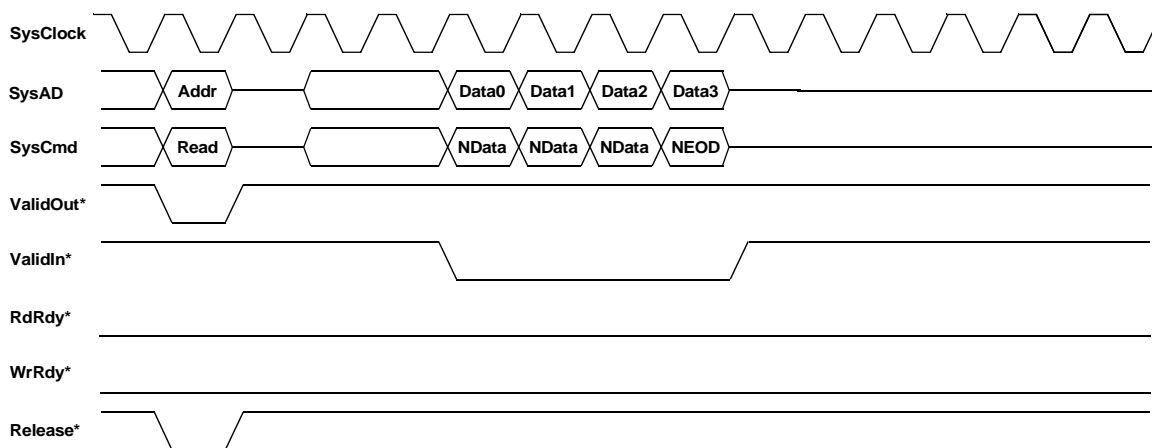 SysClock
SysAD Addr Data0 Data1 Data2 Data3
SysCmd Read NData NData NData NEOD
ValidOut*
ValidIn*
RdRdy*
WrRdy*
Release*